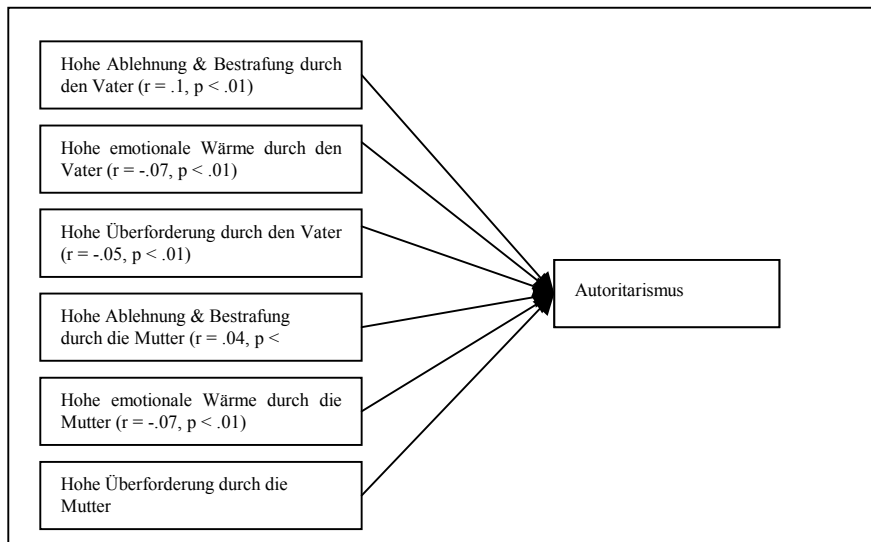 Hohe Ablehnung & Bestrafung durch
den Vater (r = .1, p < .01)
Hohe emotionale Wärme durch den
Vater (r = -.07, p < .01)
Hohe Überforderung durch den Vater
(r = -.05, p < .01)
Hohe Ablehnung & Bestrafung
durch die Mutter (r = .04, p <
Hohe emotionale Wärme durch die
Mutter (r = -.07, p < .01)
Hohe Überforderung durch die
Mutter
Autoritarismus